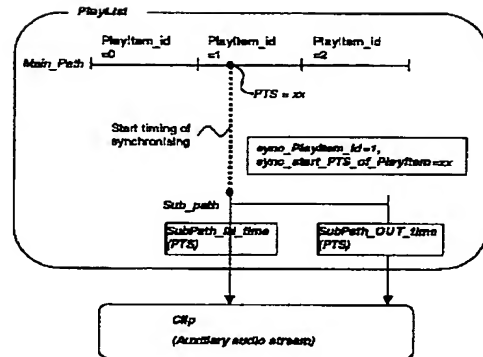 PlayList
PlayItem_id
=0
PlayItem_id
=1
PlayItem_id
=2
Main_Path
PTS = xx
Start timing of
synchronising
sync_PlayItem_id=1,
sync_start_PTS_of_PlayItem=xx
Sub_path
SubPath_IN_time
(PTS)
SubPath_OUT_time
(PTS)
Clip
(Auxiliary audio stream)